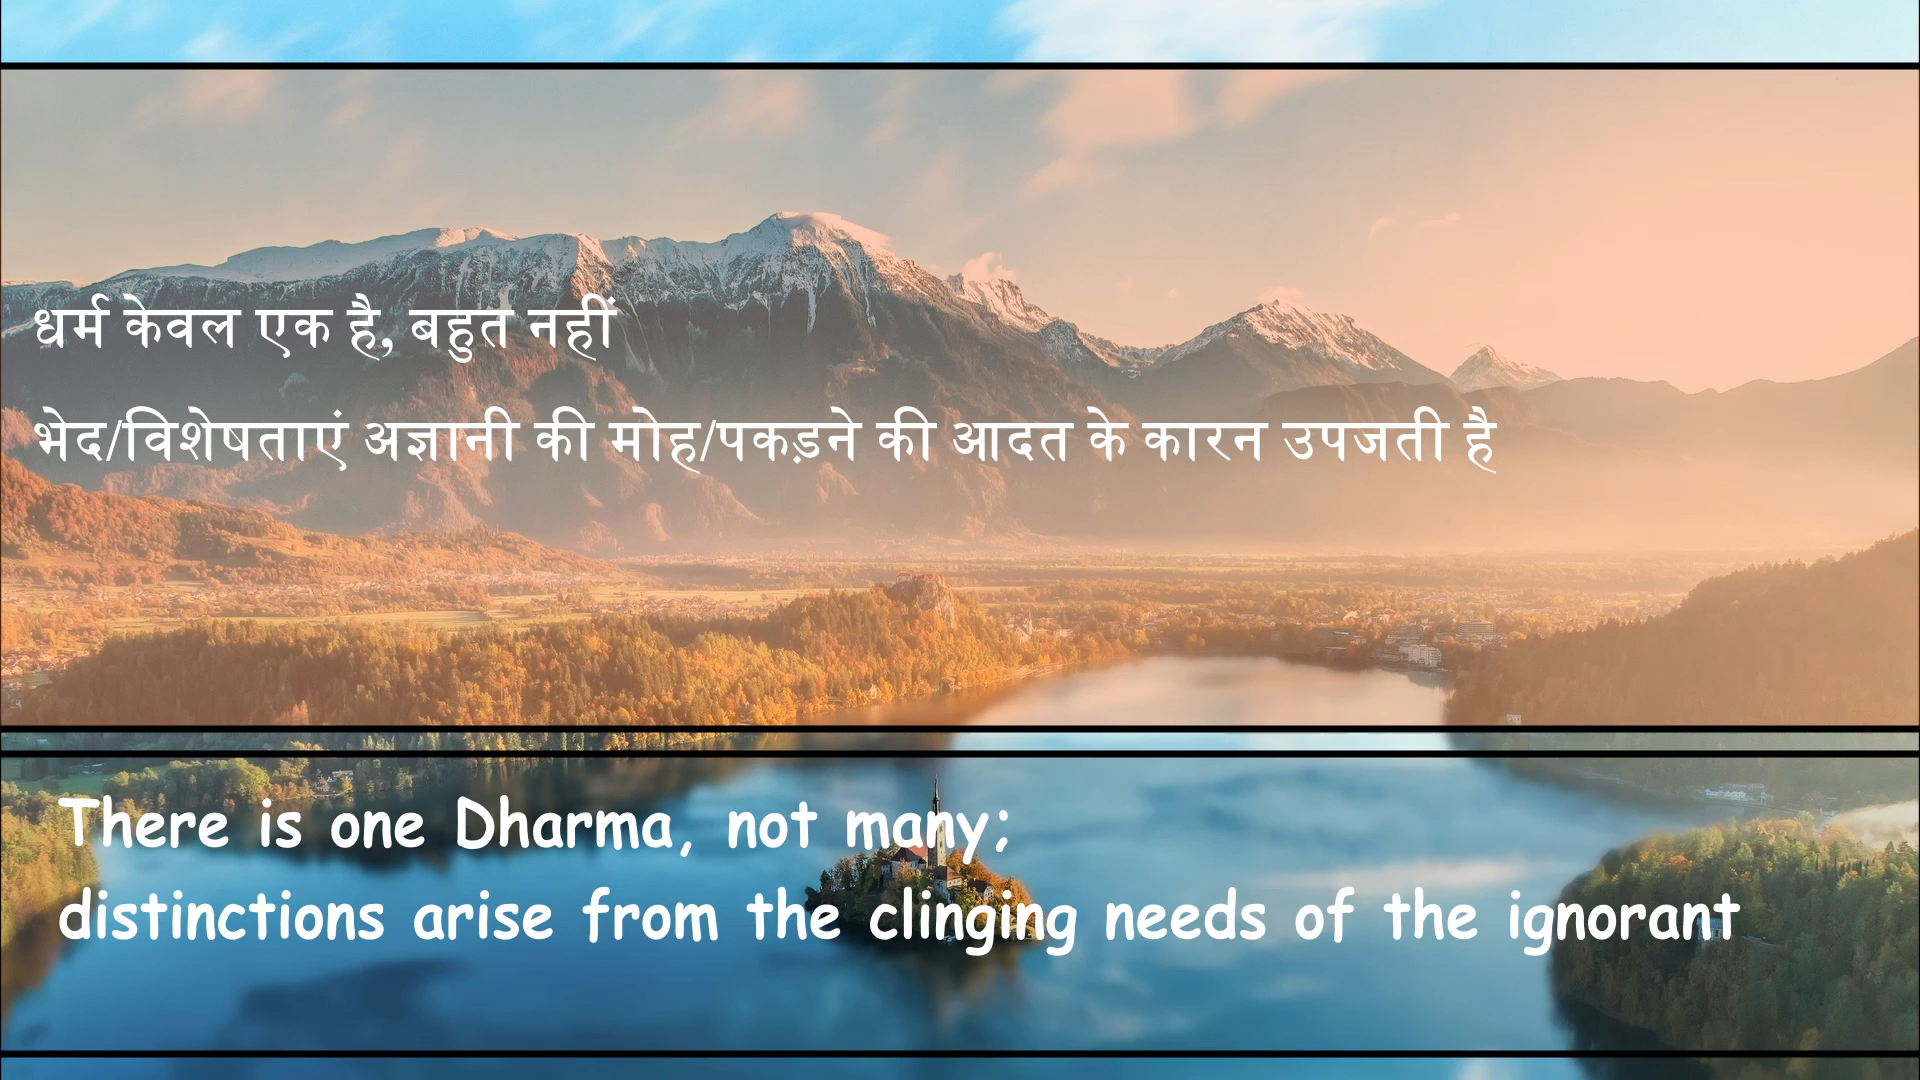 धर्म केवल एक है, बहुत नहीं
भेद/विशेषताएं अज्ञानी की मोह/पकड़ने की आदत के कारन उपजती है
There is one Dharma, not many;
distinctions arise from the clinging needs of the ignorant